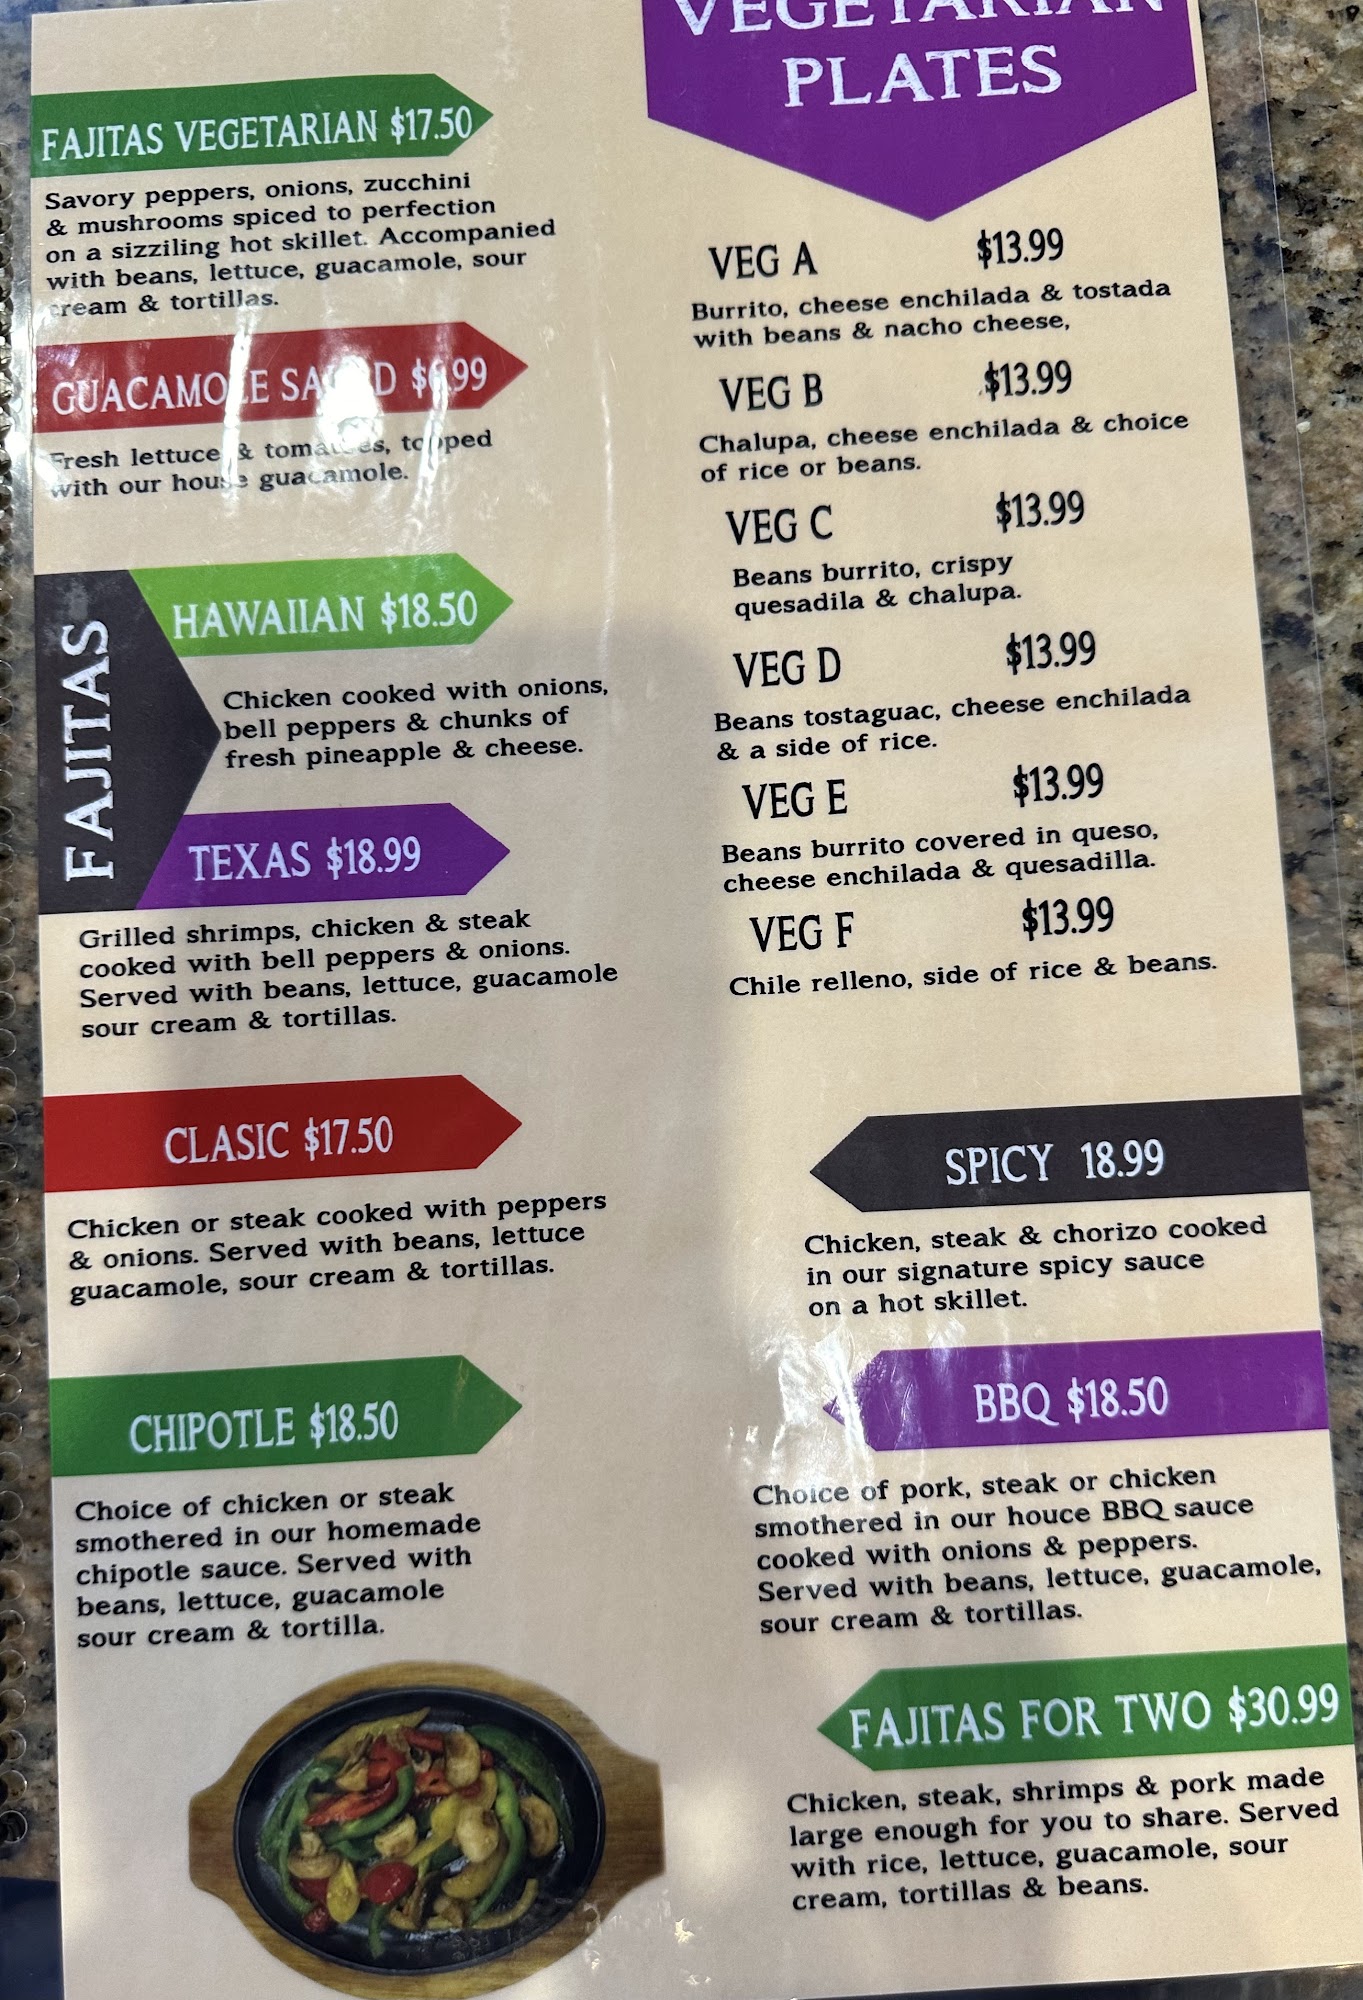 FAJITAS VEGETARIAN $17.50
Savory peppers, onions, zucchini
& mushrooms spiced to perfection
on a sizziling hot skillet. Accompanied
with beans, lettuce, guacamole, sour
cream & tortillas.
GUACAMOLE SALAD $6.99
Fresh lettuce & tomatoes, topped
with our house guacamole.
FAJITAS
HAWAIIAN $18.50
Chicken cooked with onions,
bell peppers & chunks of
fresh pineapple & cheese.
TEXAS $18.99
Grilled shrimps, chicken & steak
cooked with bell peppers & onions.
Served with beans, lettuce, guacamole
sour cream & tortillas.
CLASIC $17.50
Chicken or steak cooked with peppers
& onions. Served with beans, lettuce
guacamole, sour cream & tortillas.
CHIPOTLE $18.50
Choice of chicken or steak
smothered in our homemade
chipotle sauce. Served with
beans, lettuce, guacamole
sour cream & tortilla.
VEGETARIAN
PLATES
VEG A $13.99
Burrito, cheese enchilada & tostada
with beans & nacho cheese,
VEG B $13.99
Chalupa, cheese enchilada & choice
of rice or beans.
VEG C $13.99
Beans burrito, crispy
quesadila & chalupa.
VEG D $13.99
Beans tostaguac, cheese enchilada
& a side of rice.
VEG E $13.99
Beans burrito covered in queso,
cheese enchilada & quesadilla.
VEG F $13.99
Chile relleno, side of rice & beans.
SPICY 18.99
Chicken, steak & chorizo cooked
in our signature spicy sauce
on a hot skillet.
BBQ $18.50
Choice of pork, steak or chicken
smothered in our houce BBQ sauce
cooked with onions & peppers.
Served with beans, lettuce, guacamole,
sour cream & tortillas.
FAJITAS FOR TWO $30.99
Chicken, steak, shrimps & pork made
large enough for you to share. Served
with rice, lettuce, guacamole, sour
cream, tortillas & beans.